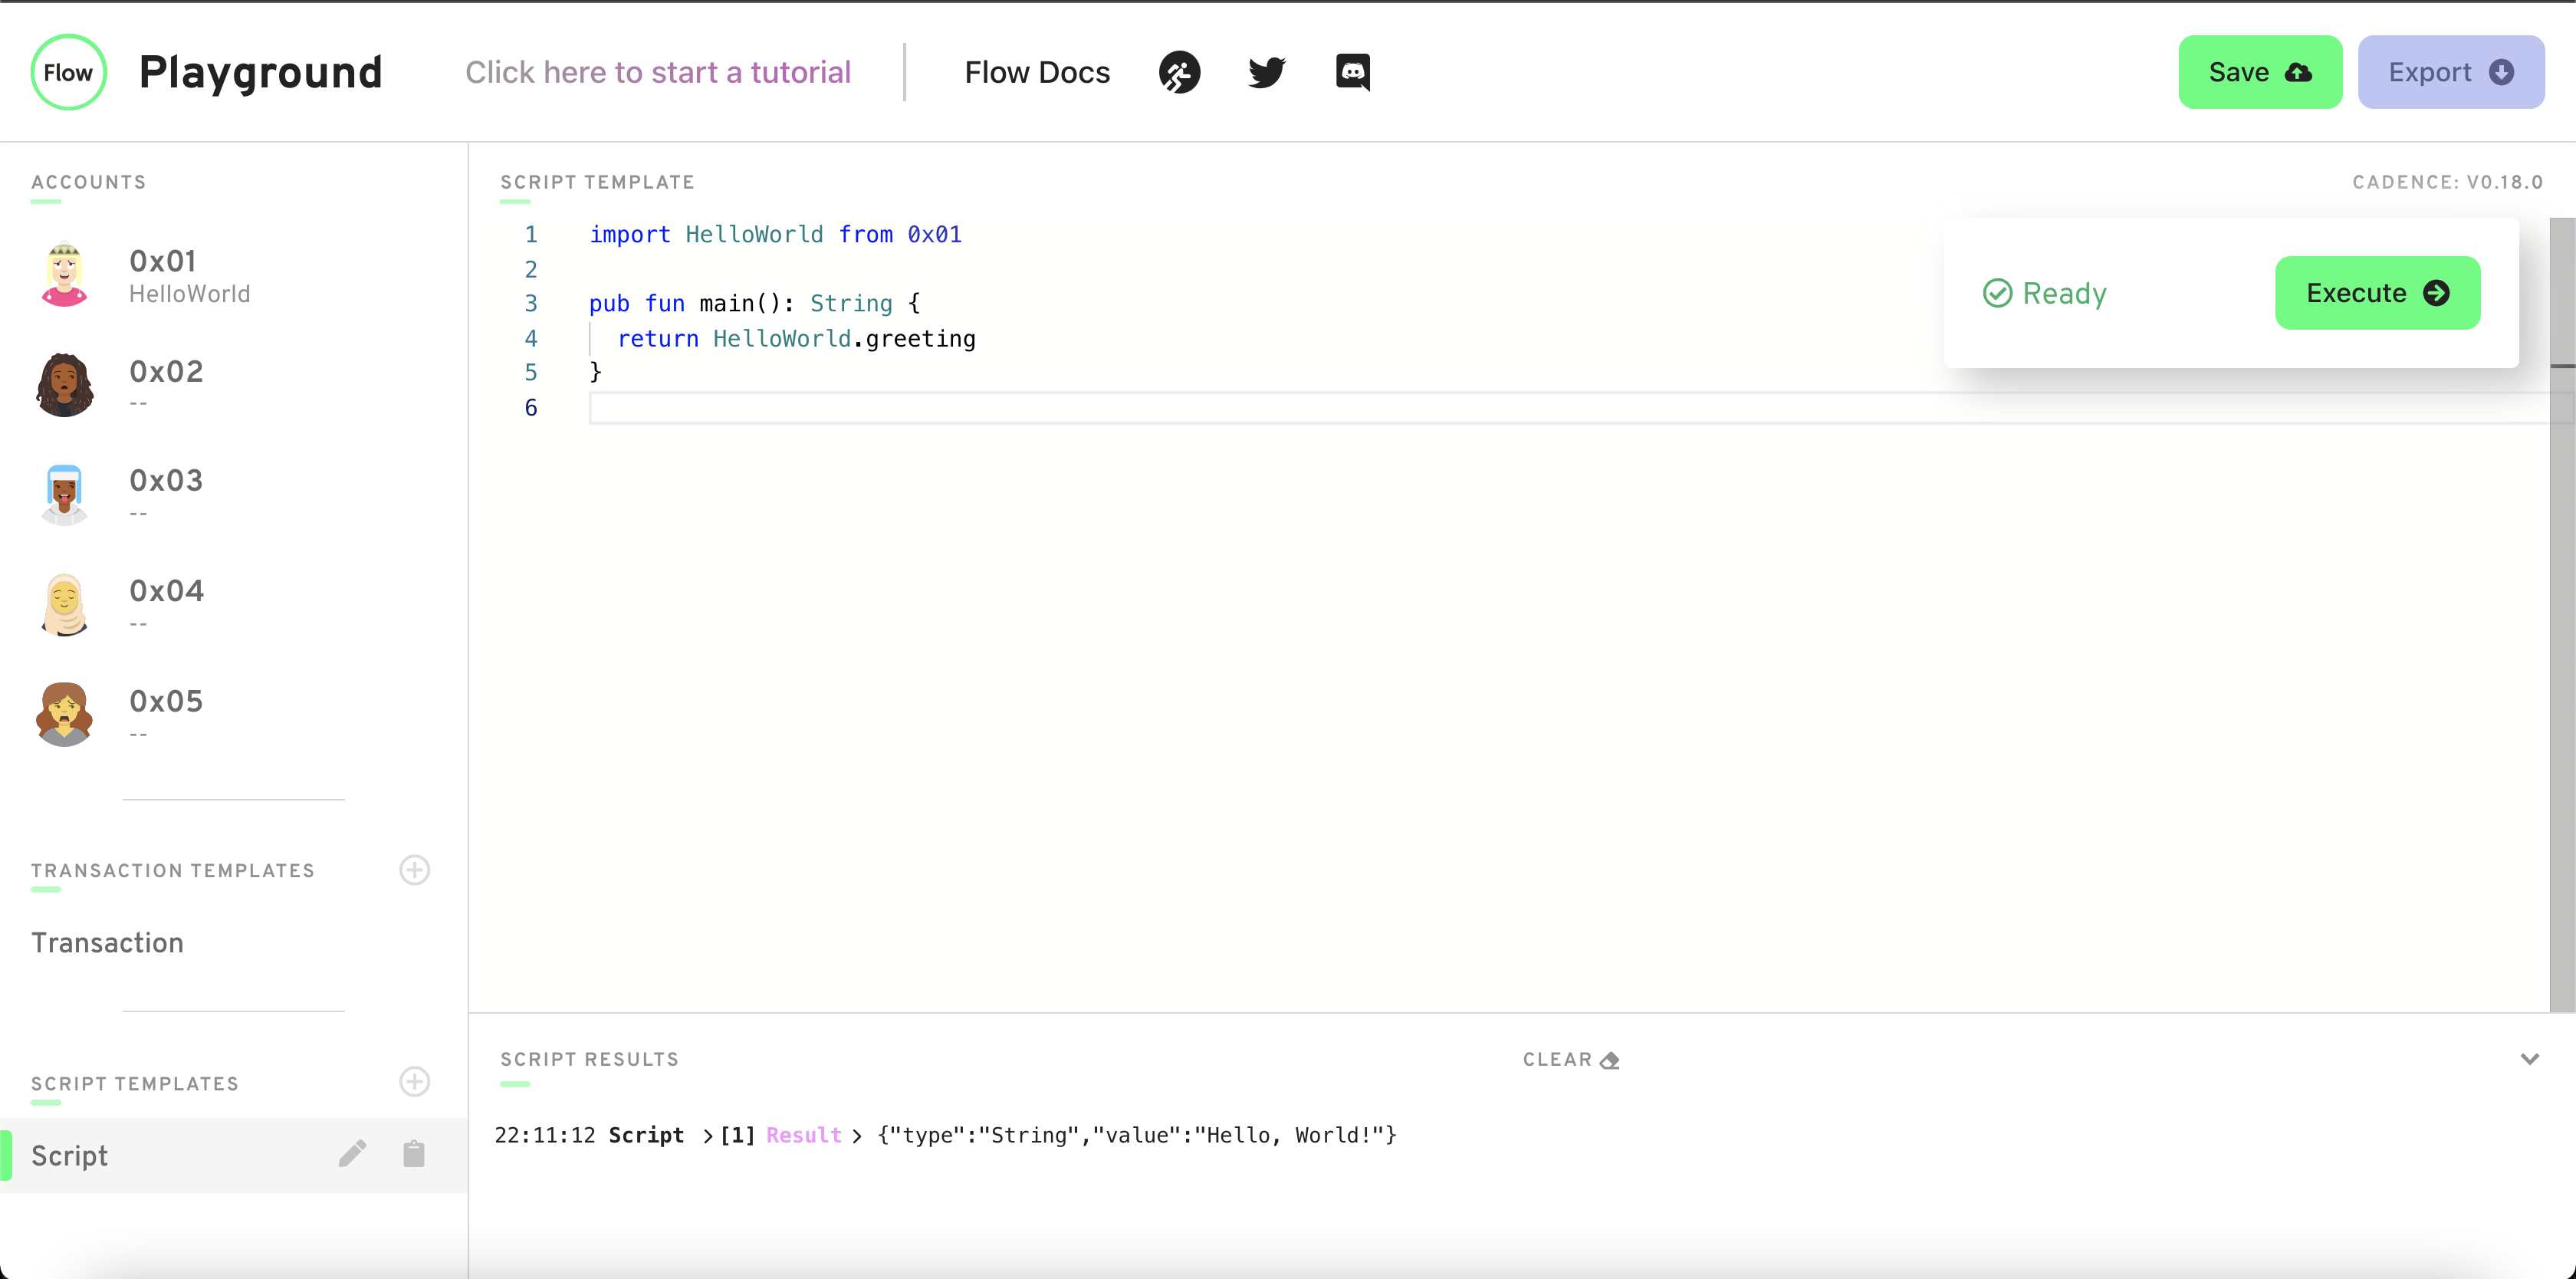 Flow Playground Click here to start a tutorial Flow Docs Save Export
ACCOUNTS
0x01
HelloWorld
0x02
--
0x03
--
0x04
--
0x05
--
TRANSACTION TEMPLATES
Transaction
SCRIPT TEMPLATES
Script
SCRIPT TEMPLATE CADENCE: V0.18.0
1 import HelloWorld from 0x01
2
3 pub fun main(): String {
4 return HelloWorld.greeting
5 }
6
Ready Execute
SCRIPT RESULTS CLEAR
22:11:12 Script >[1] Result > {"type":"String","value":"Hello, World!"}